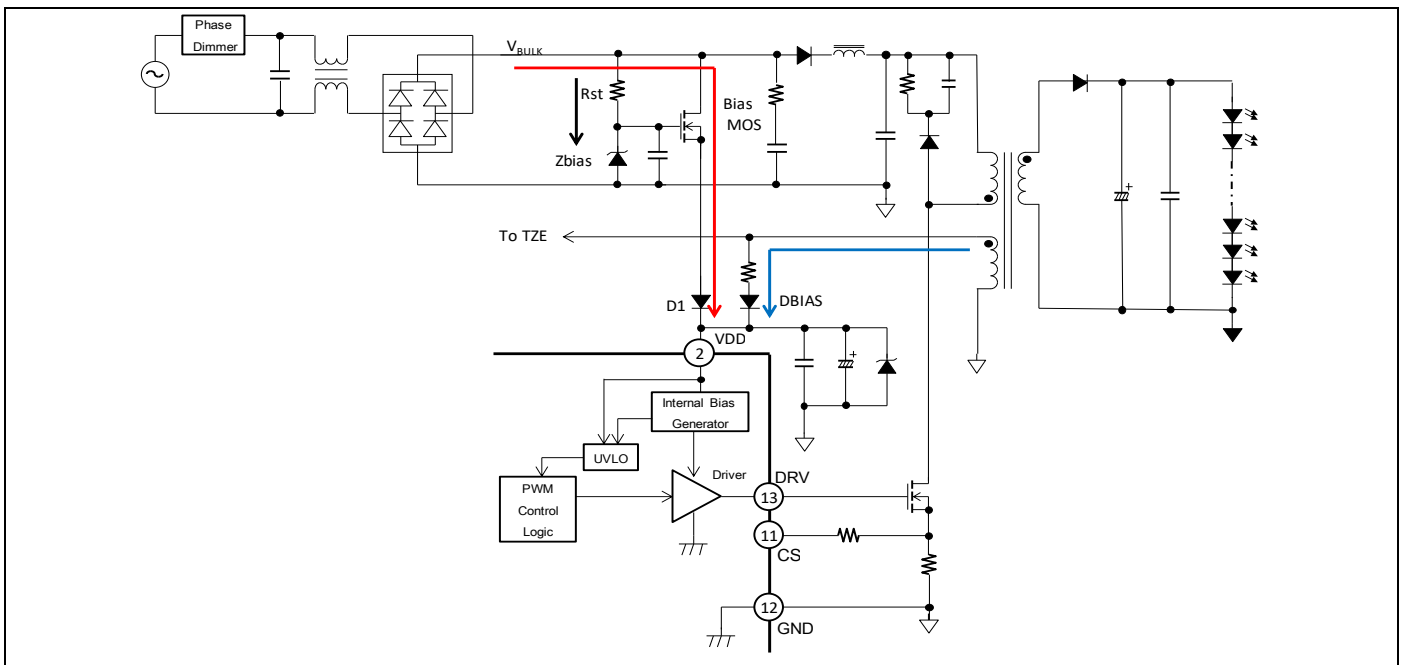 Phase
Dimmer
VBULK
Rst
Bias
MOS
Zbias
To TZE
D1
DBIAS
VDD
2
Internal Bias
Generator
UVLO
Driver
DRV
PWM
Control
Logic
13
11
CS
12
GND
+
+